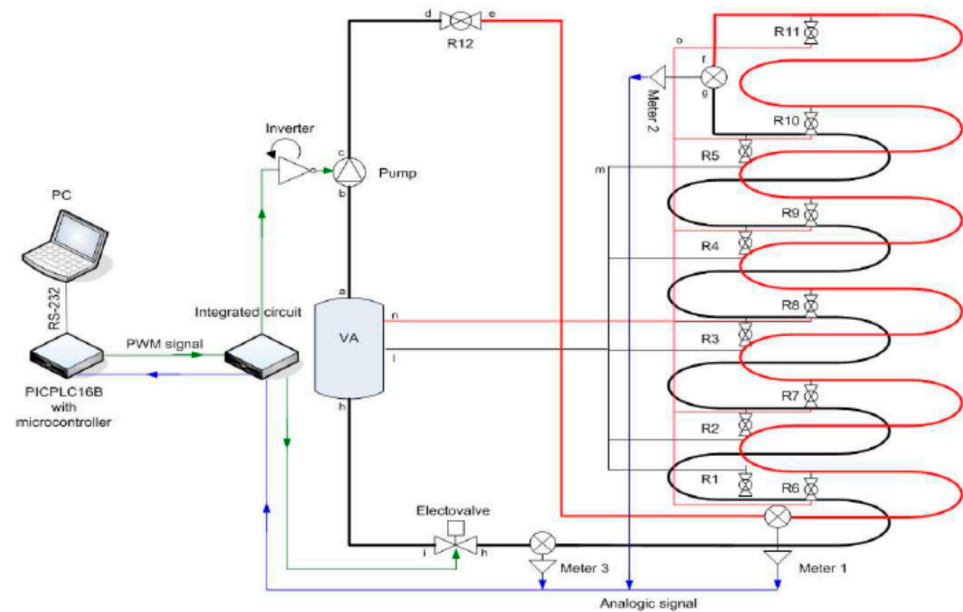 d
e
R12
R11
o
f
g
Meter 2
R10
Inverter
c
R5
Pump
m
b
PC
R9
R4
RS-232
Integrated circuit
a
R8
n
VA
R3
l
PWM signal
PICPLC16B
with
microcontroller
h
R7
R2
R1
R6
Electovalve
i
h
Meter 3
Meter 1
Analogic signal